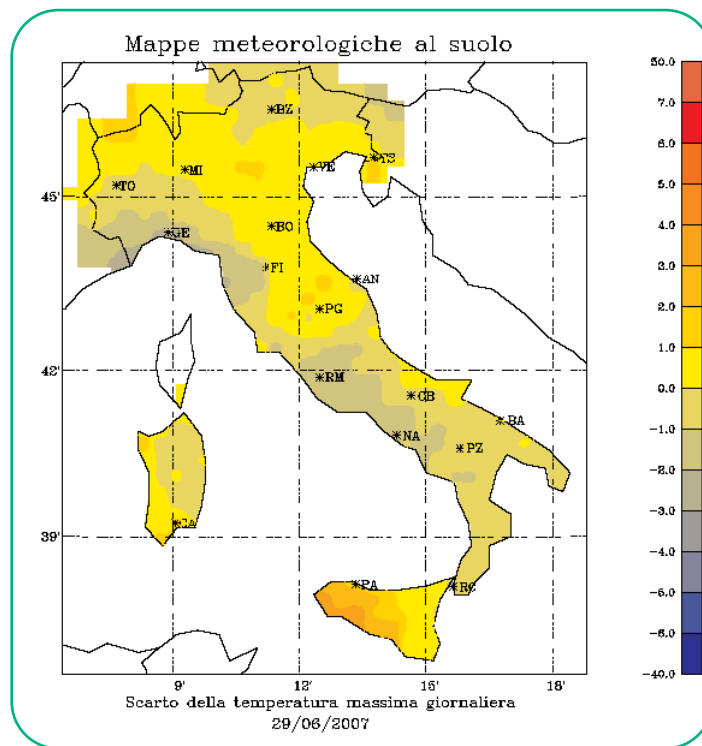 Mappe meteorologiche al suolo
50.0
7.0
6.0
5.0
4.0
3.0
2.0
1.0
0.0
-1.0
-2.0
-3.0
-4.0
-5.0
-6.0
-40.0
*BZ
*TS
*VE
*MI
*TO
45'
*BO
*GE
*FI
*AN
*PG
42'
*RM
*CB
*BA
*NA
*PZ
39'
*CA
*PA
*RC
9' 12' 15' 18'
Scarto della temperatura massima giornaliera
29/06/2007